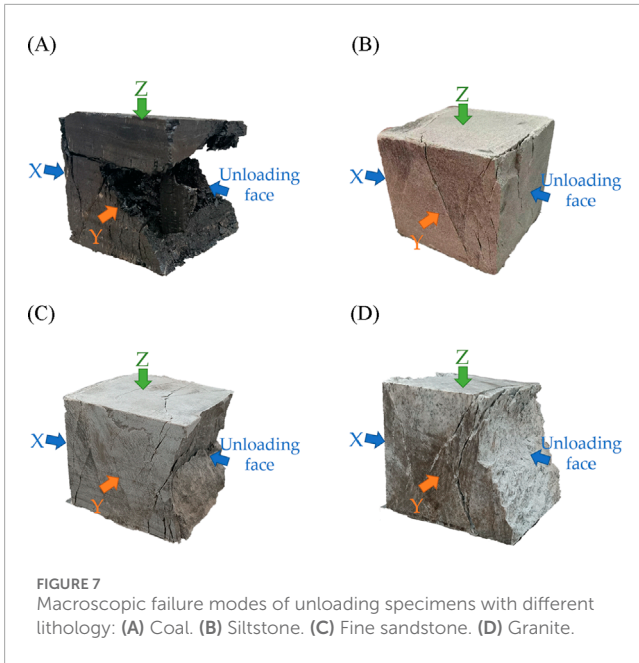 (A)
(B)
Z
Z
X
Unloading
face
Y
X
Unloading
face
Y
(C)
(D)
Z
Z
X
Unloading
face
Y
X
Unloading
face
Y
FIGURE 7
Macroscopic failure modes of unloading specimens with different
lithology: (A) Coal. (B) Siltstone. (C) Fine sandstone. (D) Granite.